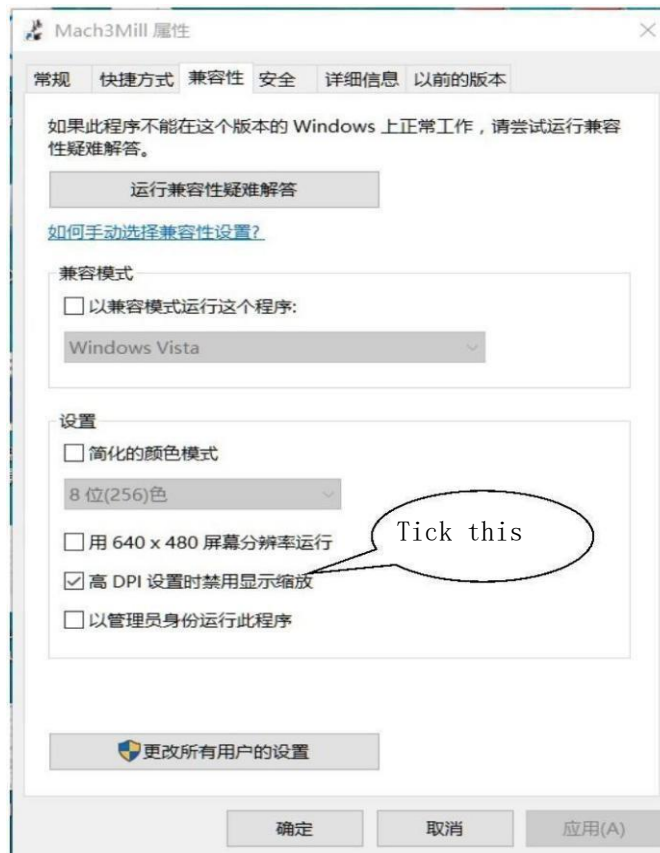 Mach3Mill 属性
常规 快捷方式 兼容性 安全 详细信息 以前的版本
如果此程序不能在这个版本的 Windows 上正常工作，请尝试运行兼容
性疑难解答。
运行兼容性疑难解答
如何手动选择兼容性设置?
兼容模式
以兼容模式运行这个程序:
Windows Vista
设置
简化的颜色模式
8 位(256)色
用 640 x 480 屏幕分辨率运行
Tick this
高 DPI 设置时禁用显示缩放
以管理员身份运行此程序
更改所有用户的设置
确定 取消 应用(A)